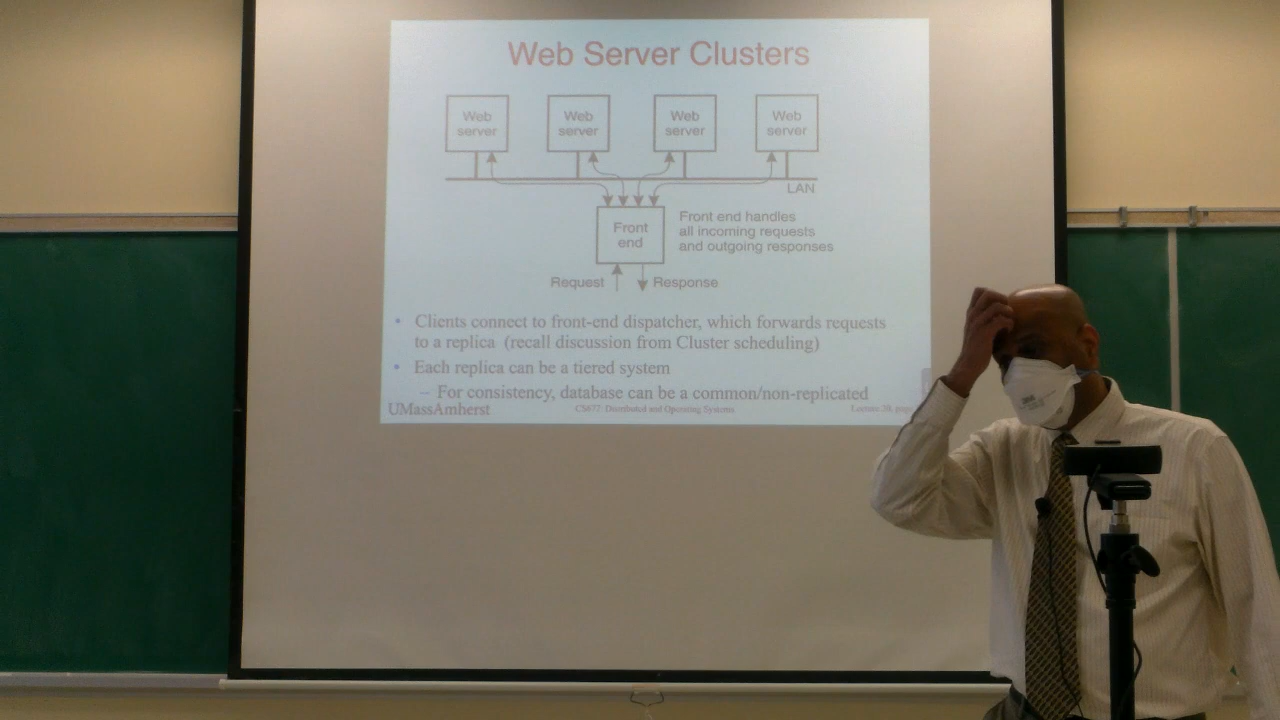 Web Server Clusters
Web
server
Web
server
Web
server
Web
server
LAN
Front
end
Front end handles
all incoming requests
and outgoing responses
Request
Response
• Clients connect to front-end dispatcher, which forwards requests
to a replica (recall discussion from Cluster scheduling)
• Each replica can be a tiered system
– For consistency, database can be a common/non-replicated
UMassAmherst
CS677: Distributed and Operating Systems
Lecture 20, page